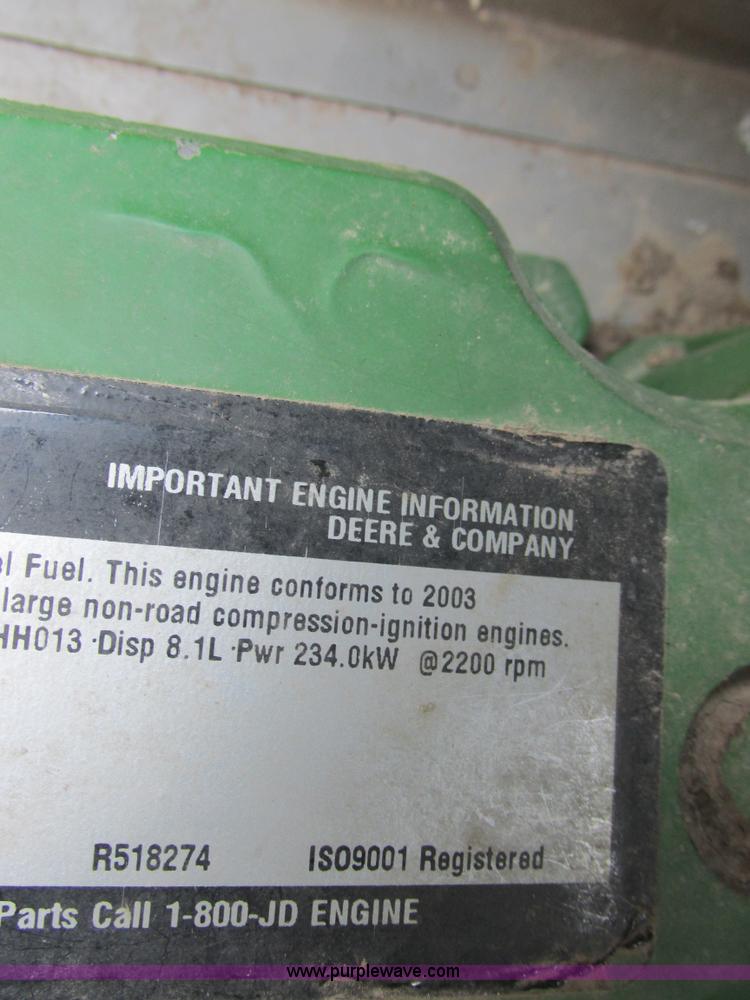 IMPORTANT ENGINE INFORMATION
DEERE & COMPANY
Fuel. This engine conforms to 2003
large non-road compression-ignition engines.
HH013 · Disp 8.1L · Pwr 234.0kW @2200 rpm
R518274 ISO9001 Registered
Parts Call 1-800-JD ENGINE
www.purplewave.com